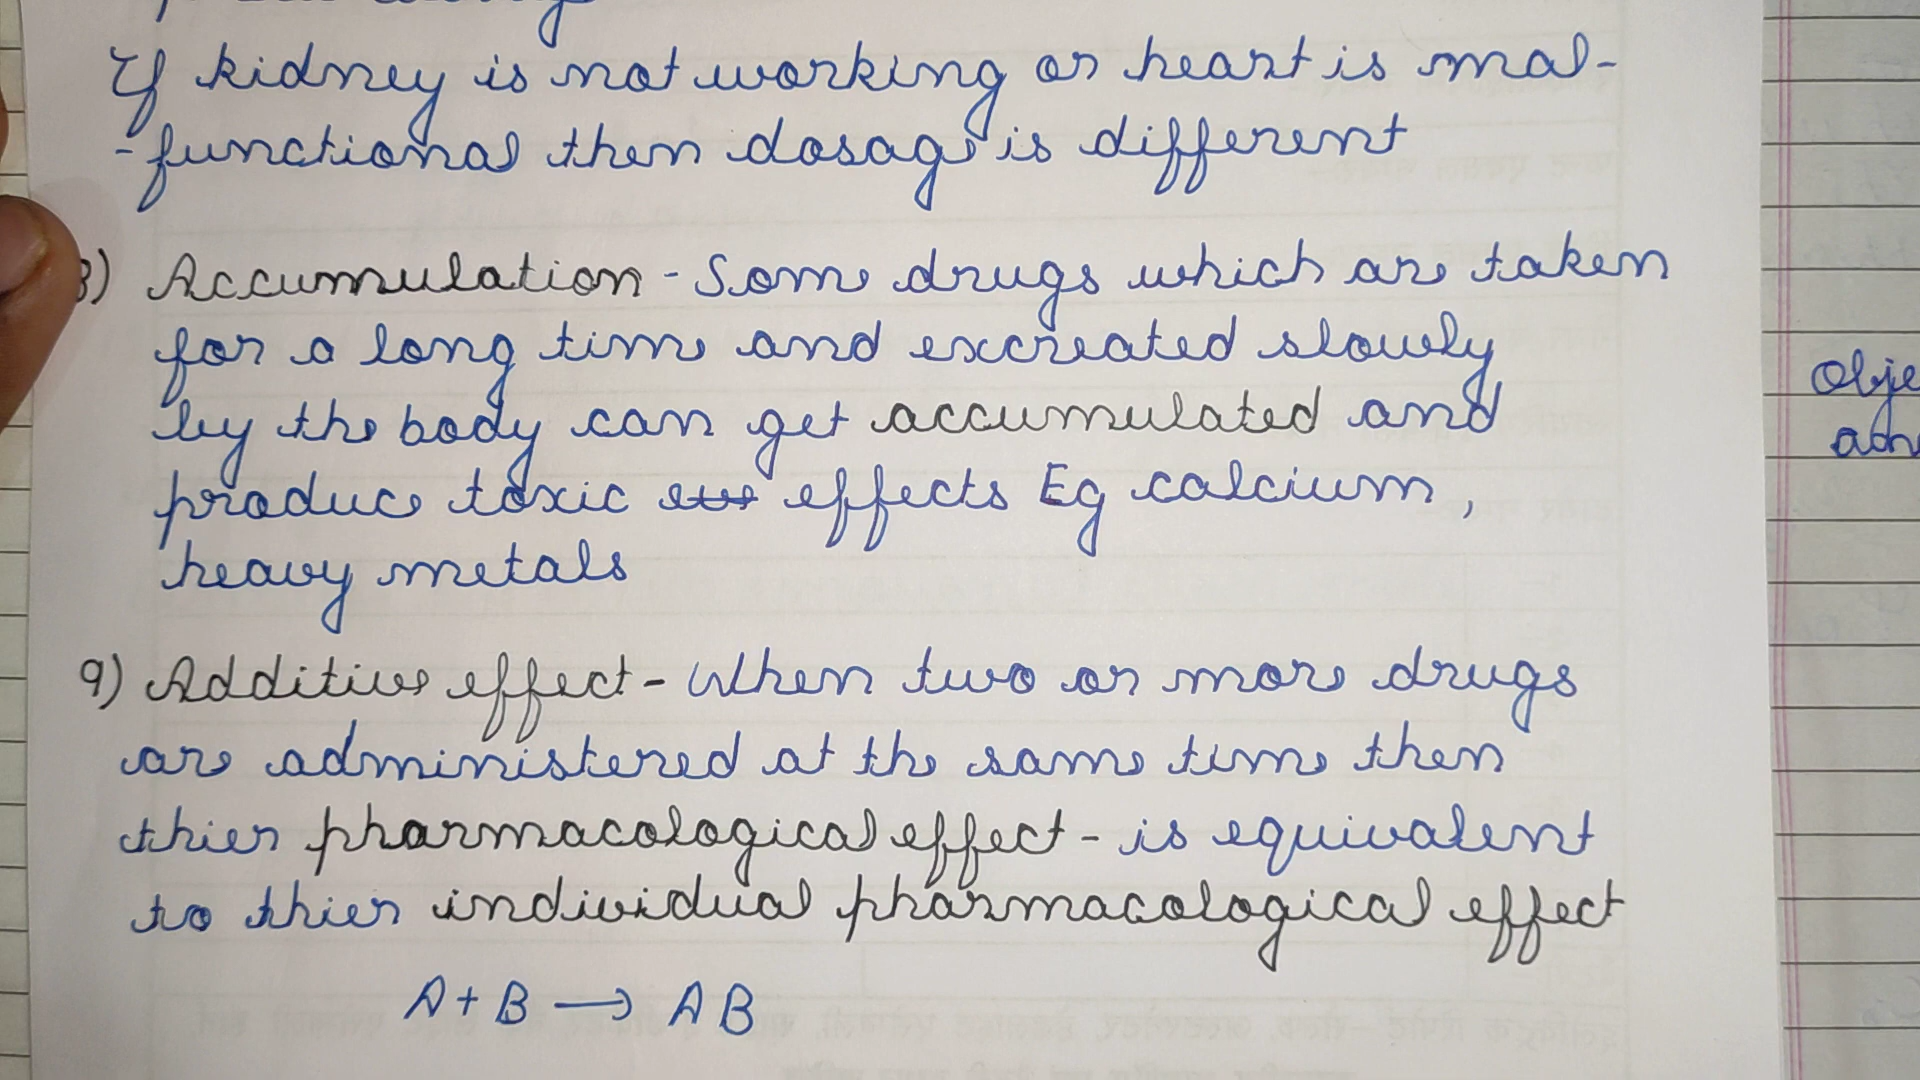 If kidney is not working or heart is mal-
-functional then dosage is different
8) Accumulation - Some drugs which are taken
for a long time and excreated slowly
by the body can get accumulated and
produce toxic effects Eg calcium,
heavy metals
9) Additive effect - When two or more drugs
are administered at the same time then
thier pharmacological effect - is equivalent
to thier individual pharmacological effect
A + B → AB
Obje